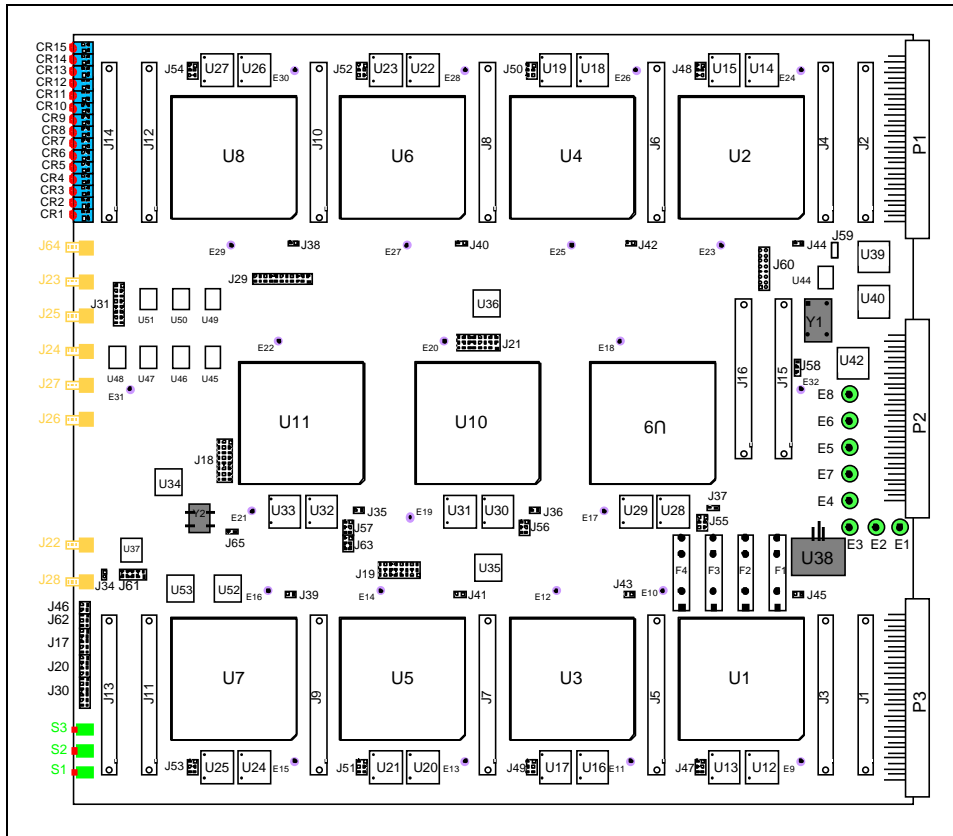 CR15
CR14
CR13
CR12
CR11
CR10
CR9
CR8
CR7
CR6
CR5
CR4
CR3
CR2
CR1
J54 U27 U26 E30 J52 U23 U22 E28 J50 U19 U18 E26 J48 U15 U14 E24
J14 J12 U8 J10 U6 J8 U4 J6 U2 J4 J2 P1
J64 E29 J38 E27 J40 E25 J42 E23 J44 J59 U39
J23 J29 J60 U44
J31 U51 U50 U49 U36 U40
J25 Y1
J24 E22 E20 J21 E18
U48 U47 U46 U45 J16 J15 J58 U42
J27 E31 E32 E8
J26 U11 U10 U9 E6 P2
E5
J18 E7
U34 E4
Y2 E21 U33 U32 J35 J57 E19 U31 U30 J36 J56 E17 U29 U28 J37 J55
J65 J63 E3 E2 E1
J22 U37 U38
J28 J34 J61 U53 U52 J19 U35 F4 F3 F2 F1
E16 J39 E14 J41 E12 J43 E10 J45
J46
J62
J17
J20
J30
J13 J11 U7 J9 U5 J7 U3 J5 U1 J3 J1 P3
S3
S2
S1
J53 U25 U24 E15 J51 U21 U20 E13 J49 U17 U16 E11 J47 U13 U12 E9